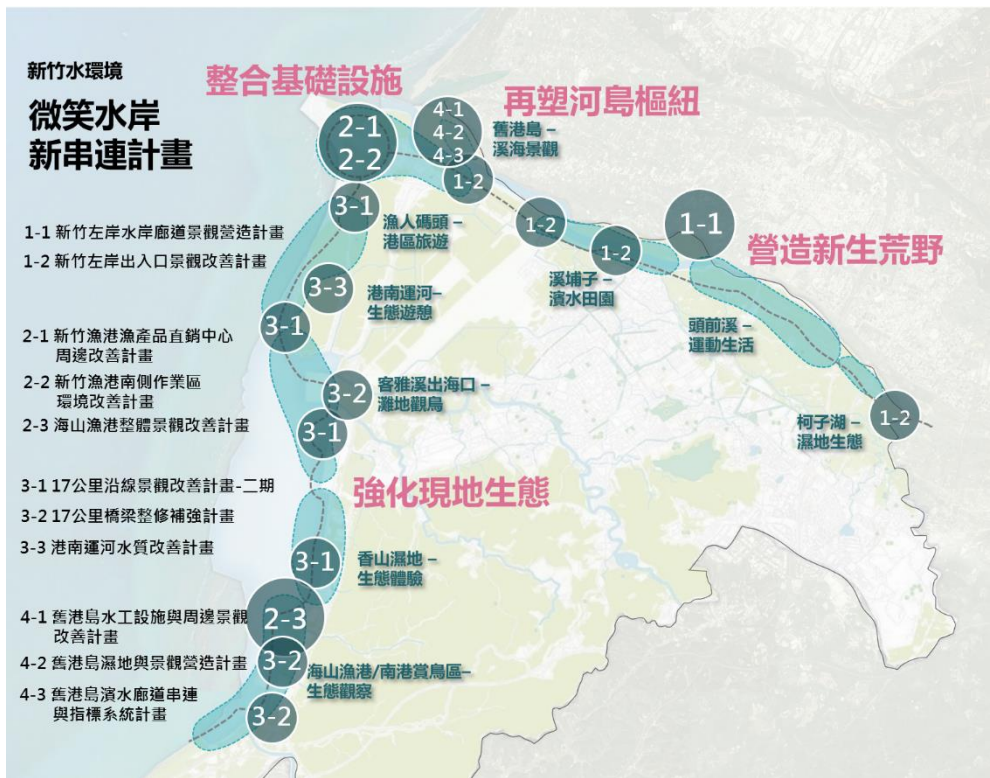 新竹水環境
微笑水岸
新串連計畫
整合基礎設施
再塑河島樞紐
營造新生荒野
強化現地生態
1-1 新竹左岸水岸廊道景觀營造計畫
1-2 新竹左岸出入口景觀改善計畫
2-1 新竹漁港漁產品直銷中心
周邊改善計畫
2-2 新竹漁港南側作業區
環境改善計畫
2-3 海山漁港整體景觀改善計畫
3-1 17公里沿線景觀改善計畫-二期
3-2 17公里橋梁整修補強計畫
3-3 港南運河水質改善計畫
4-1 舊港島水工設施與周邊景觀
改善計畫
4-2 舊港島濕地與景觀營造計畫
4-3 舊港島濱水廊道串連
與指標系統計畫
2-1
2-2
4-1
4-2
4-3
舊港島–
溪海景觀
1-2
3-1
漁人碼頭–
港區旅遊
1-2
1-2
1-1
溪埔子–
濱水田園
3-3
港南運河–
生態遊憩
3-1
頭前溪–
運動生活
3-2
客雅溪出海口–
灘地觀鳥
3-1
柯子湖–
濕地生態
1-2
3-1
香山濕地–
生態體驗
2-3
3-2
海山漁港/南港賞鳥區–
生態觀察
3-2